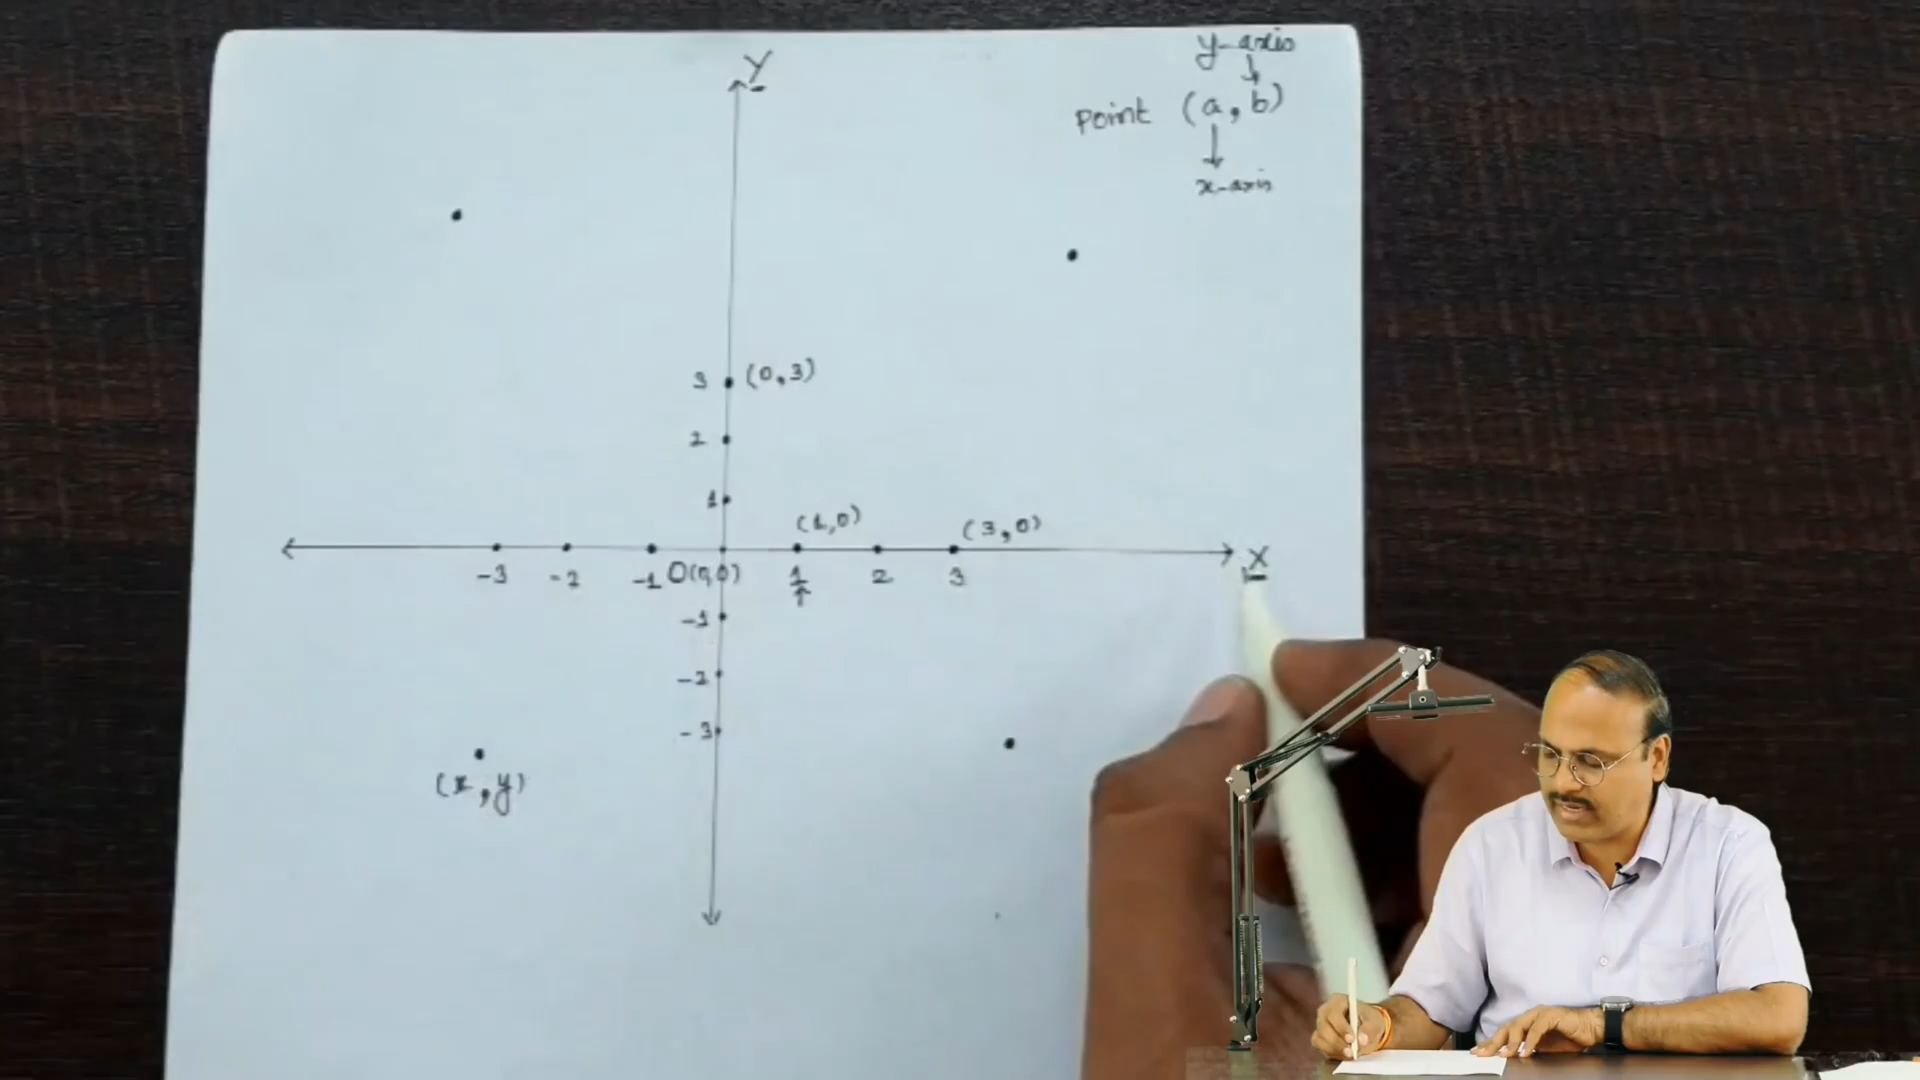 Y
y-axis
Point (a, b)
x-axis
3 (0, 3)
2
1
(1, 0)
(3, 0)
X
-3 -2 -1 O(0,0) 1 2 3
-1
-2
-3
(x, y)